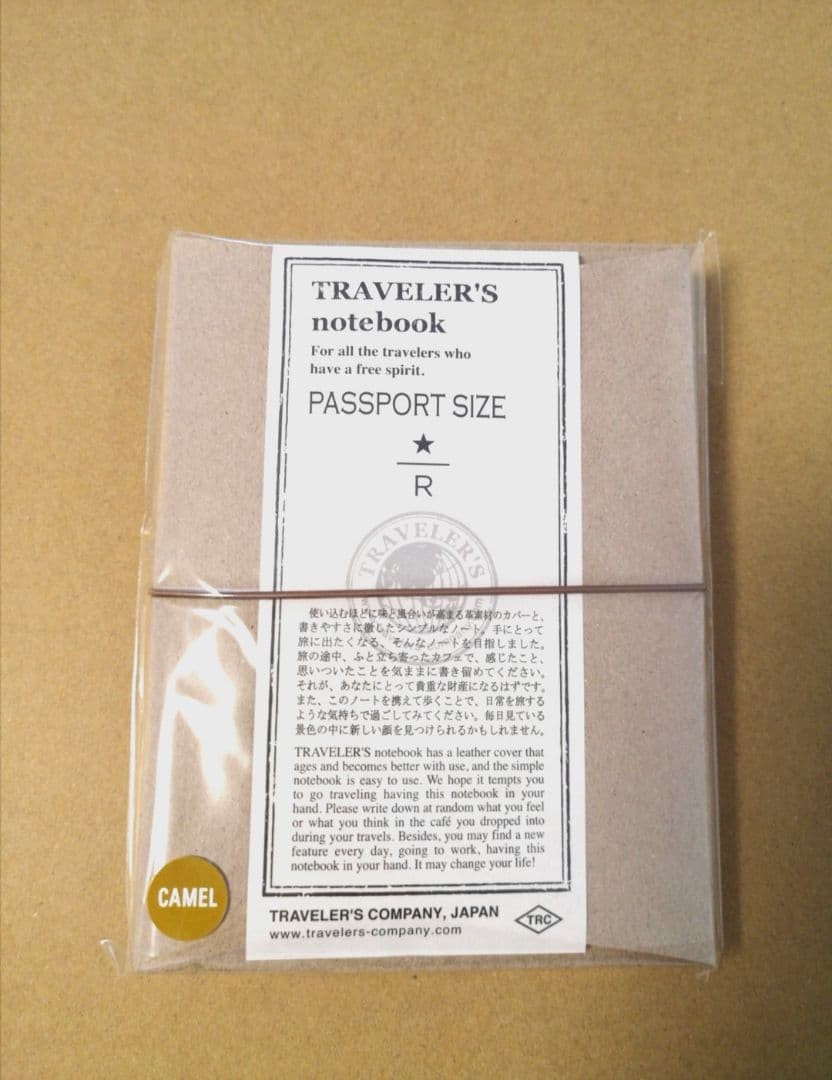 TRAVELER'S
notebook
For all the travelers who
have a free spirit.
PASSPORT SIZE
★
R
TRAVELER'S
使い込むほどに味と風合いが高まる革素材のカバーと、
書きやすさに徹したシンプルなノート。手にとって
旅に出たくなる、そんなノートを目指しました。
旅の途中、ふと立ち寄ったカフェで、感じたこと、
思いついたことを気ままに書き留めてください。
それが、あなたにとって貴重な財産になるはずです。
また、このノートを携えて歩くことで、日常を旅する
ような気持ちで過ごしてみてください。毎日見ている
景色の中に新しい顔を見つけられるかもしれません。
TRAVELER'S notebook has a leather cover that
ages and becomes better with use, and the simple
notebook is easy to use. We hope it tempts you
to go traveling having this notebook in your
hand. Please write down at random what you feel
or what you think in the café you dropped into
during your travels. Besides, you may find a new
feature every day, going to work, having this
notebook in your hand. It may change your life!
CAMEL
TRAVELER'S COMPANY, JAPAN
TRC
www.travelers-company.com